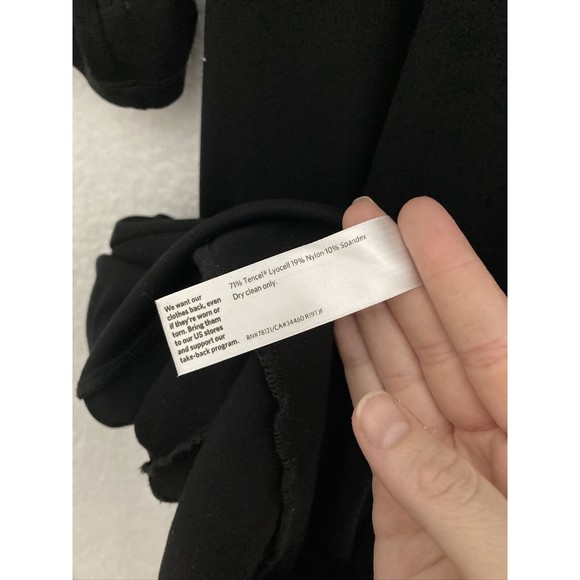 We want our
clothes back, even
if they're worn or
torn. Bring them
to our US stores
and support our
take-back program.
71% Tencel® Lyocell 19% Nylon 10% Spandex
Dry clean only.
RN#78121/CA#34460 R191JF